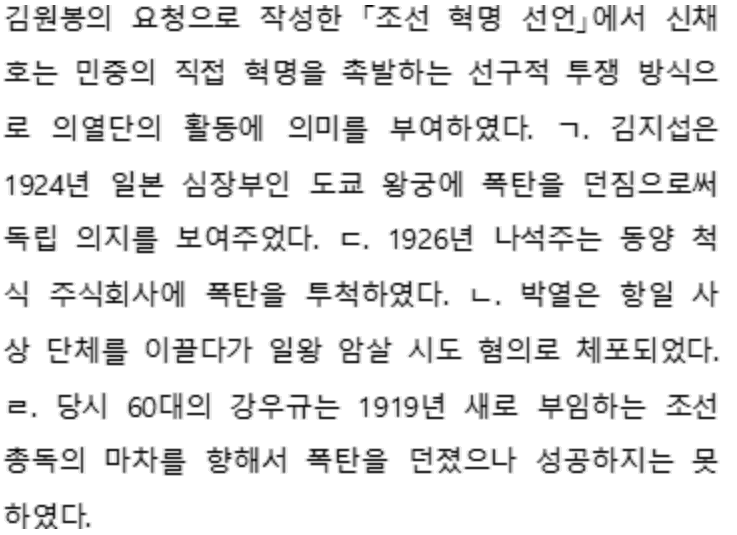 김원봉의 요청으로 작성한 「조선 혁명 선언」에서 신채
호는 민중의 직접 혁명을 촉발하는 선구적 투쟁 방식으
로 의열단의 활동에 의미를 부여하였다. ㄱ. 김지섭은
1924년 일본 심장부인 도쿄 왕궁에 폭탄을 던짐으로써
독립 의지를 보여주었다. ㄷ. 1926년 나석주는 동양 척
식 주식회사에 폭탄을 투척하였다. ㄴ. 박열은 항일 사
상 단체를 이끌다가 일왕 암살 시도 혐의로 체포되었다.
ㄹ. 당시 60대의 강우규는 1919년 새로 부임하는 조선
총독의 마차를 향해서 폭탄을 던졌으나 성공하지는 못
하였다.